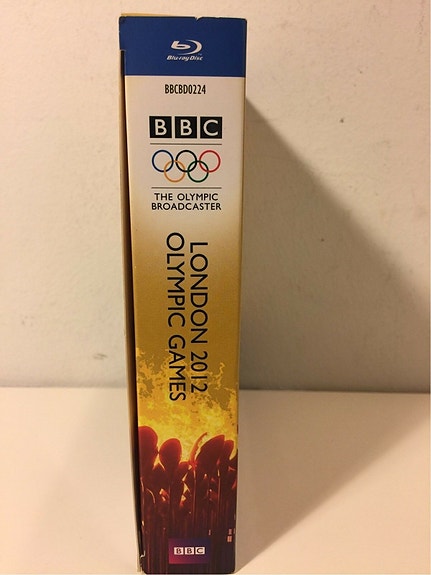 Blu-ray Disc
BBCBD0224
BBC
THE OLYMPIC
BROADCASTER
LONDON 2012
OLYMPIC GAMES
BBC